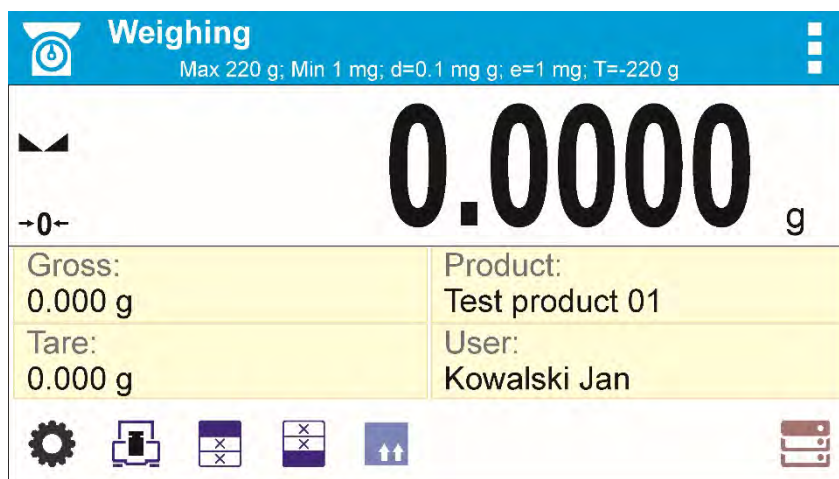 Weighing
Max 220 g; Min 1 mg; d=0.1 mg g; e=1 mg; T=-220 g
→0←
0.0000 g
Gross:
0.000 g
Product:
Test product 01
Tare:
0.000 g
User:
Kowalski Jan